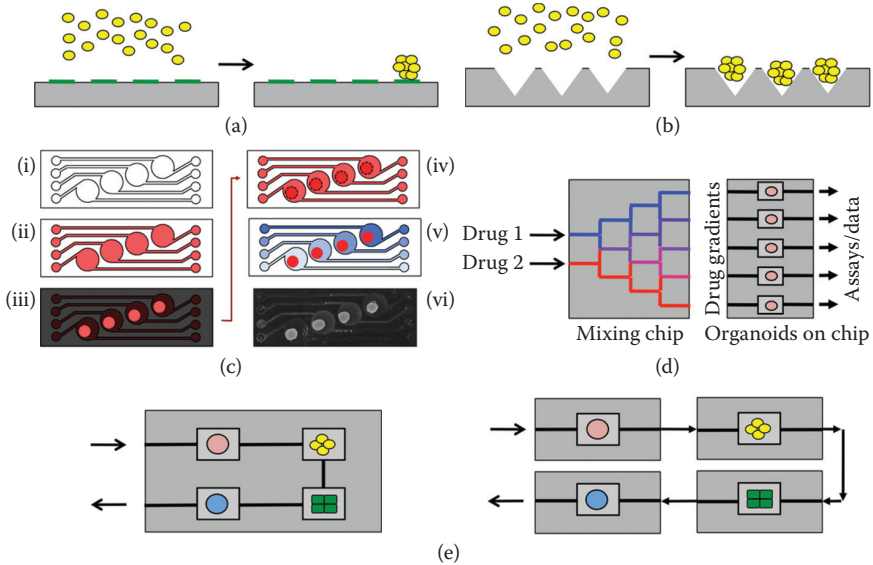 (a)
(b)
(i)
(ii)
(iii)
(iv)
(v)
(vi)
(c)
Drug 1
Drug 2
Mixing chip
Drug gradients
Organoids on chip
Assays/data
(d)
(e)